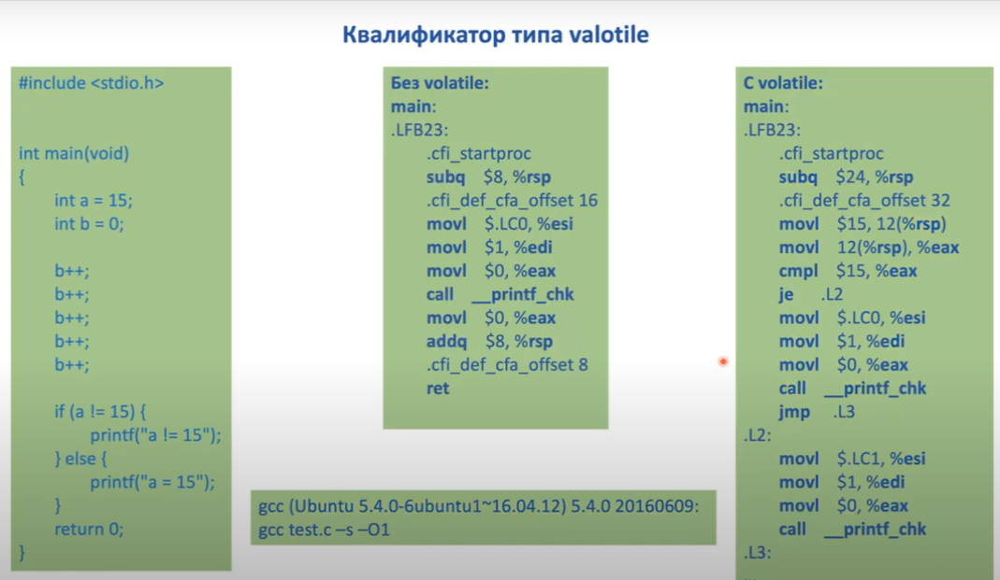 Квалификатор типа valotile
#include <stdio.h>
int main(void)
{
int a = 15;
int b = 0;
b++;
b++;
b++;
b++;
b++;
if (a != 15) {
printf("a != 15");
} else {
printf("a = 15");
}
return 0;
}
Без volatile:
main:
.LFB23:
.cfi_startproc
subq $8, %rsp
.cfi_def_cfa_offset 16
movl $.LC0, %esi
movl $1, %edi
movl $0, %eax
call __printf_chk
movl $0, %eax
addq $8, %rsp
.cfi_def_cfa_offset 8
ret
gcc (Ubuntu 5.4.0-6ubuntu1~16.04.12) 5.4.0 20160609:
gcc test.c –s –O1
С volatile:
main:
.LFB23:
.cfi_startproc
subq $24, %rsp
.cfi_def_cfa_offset 32
movl $15, 12(%rsp)
movl 12(%rsp), %eax
cmpl $15, %eax
je .L2
movl $.LC0, %esi
movl $1, %edi
movl $0, %eax
call __printf_chk
jmp .L3
.L2:
movl $.LC1, %esi
movl $1, %edi
movl $0, %eax
call __printf_chk
.L3: